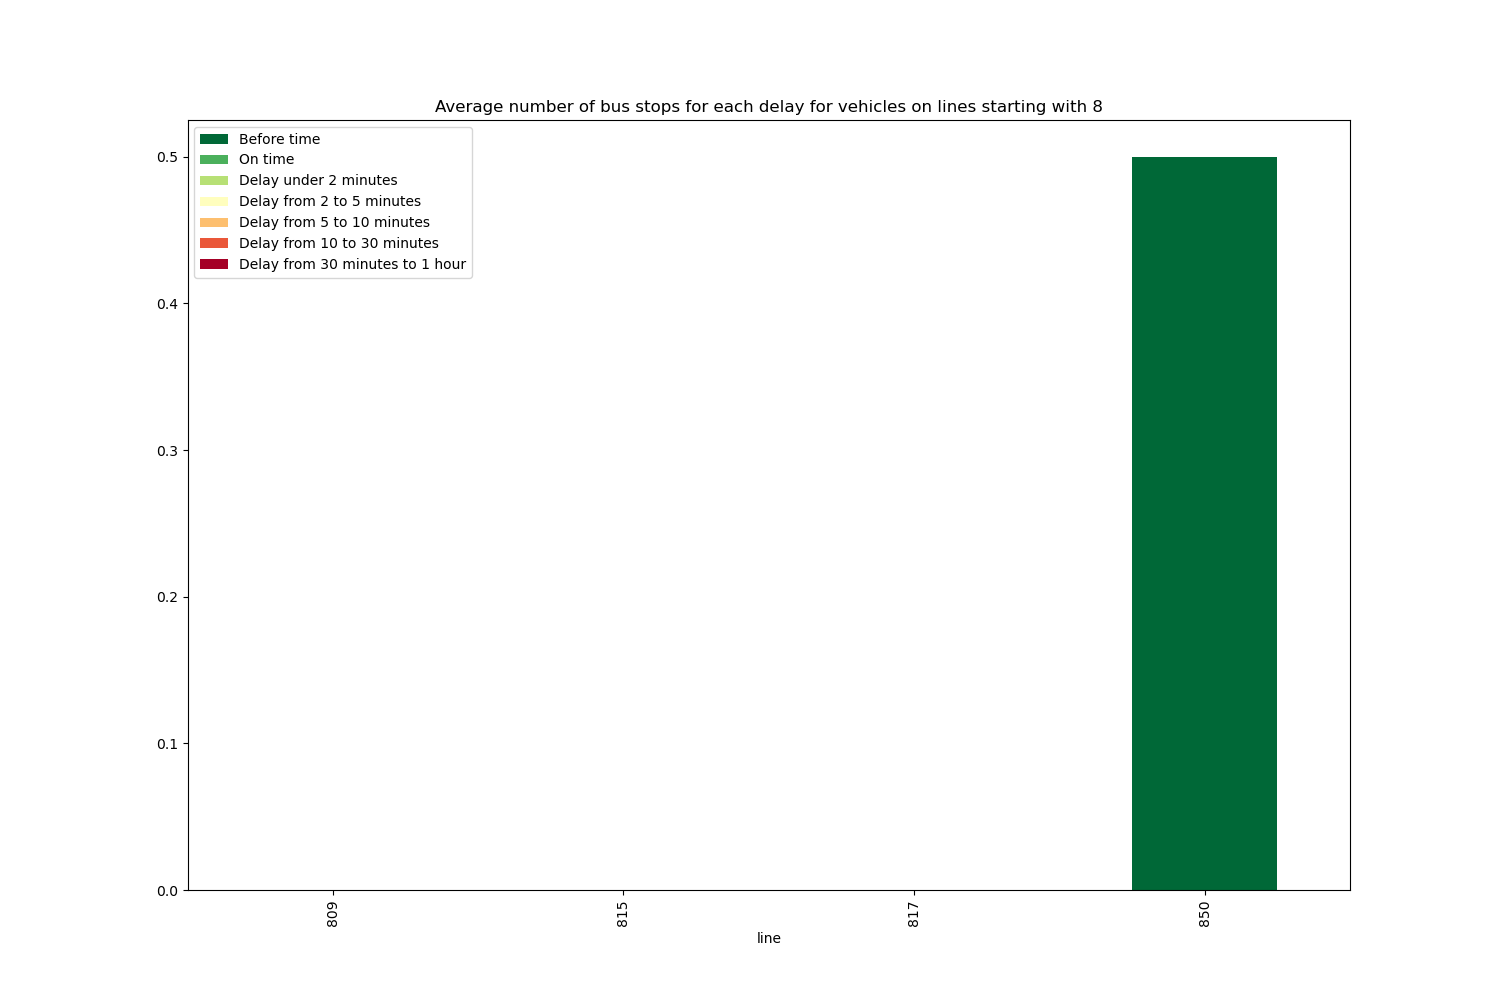 Average number of bus stops for each delay for vehicles on lines starting with 8
Before time
On time
Delay under 2 minutes
Delay from 2 to 5 minutes
Delay from 5 to 10 minutes
Delay from 10 to 30 minutes
Delay from 30 minutes to 1 hour
0.5
0.4
0.3
0.2
0.1
0.0
809
815
817
850
line